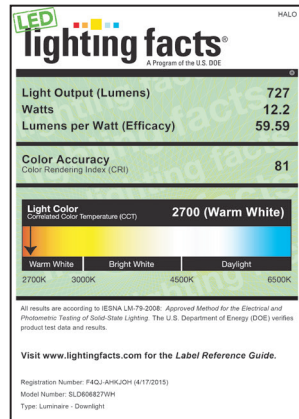 HALO
LED
lighting facts®
A Program of the U.S. DOE
Light Output (Lumens) 727
Watts 12.2
Lumens per Watt (Efficacy) 59.59
Color Accuracy
Color Rendering Index (CRI) 81
Light Color
Correlated Color Temperature (CCT) 2700 (Warm White)
Warm White Bright White Daylight
2700K 3000K 4500K 6500K
All results are according to IESNA LM-79-2008: Approved Method for the Electrical and
Photometric Testing of Solid-State Lighting. The U.S. Department of Energy (DOE) verifies
product test data and results.
Visit www.lightingfacts.com for the Label Reference Guide.
Registration Number: F4QJ-AHKJOH (4/17/2015)
Model Number: SLD606827WH
Type: Luminaire - Downlight